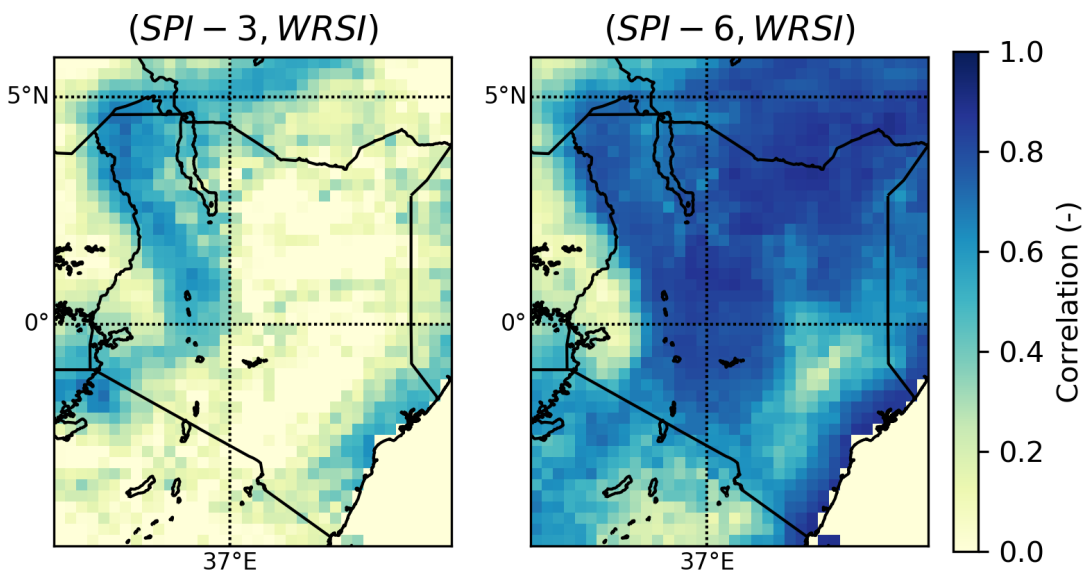 (SPI − 3, WRSI)
(SPI − 6, WRSI)
5°N
0°
37°E
5°N
0°
37°E
1.0
0.8
0.6
0.4
0.2
0.0
Correlation (-)